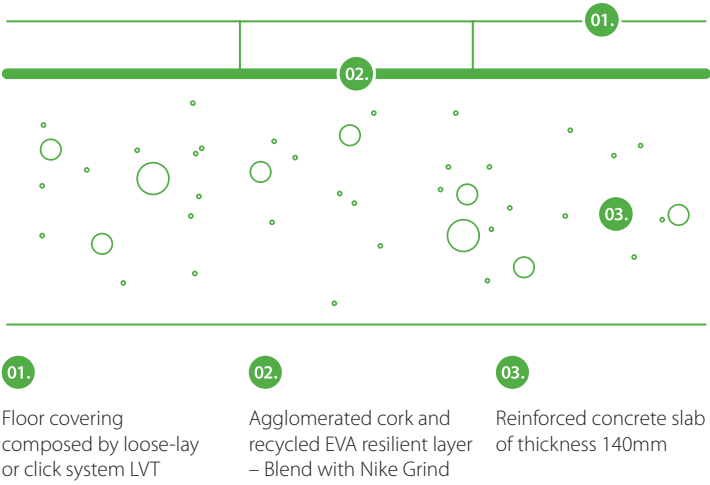 01.
02.
03.
01.
Floor covering
composed by loose-lay
or click system LVT
02.
Agglomerated cork and
recycled EVA resilient layer
– Blend with Nike Grind
03.
Reinforced concrete slab
of thickness 140mm